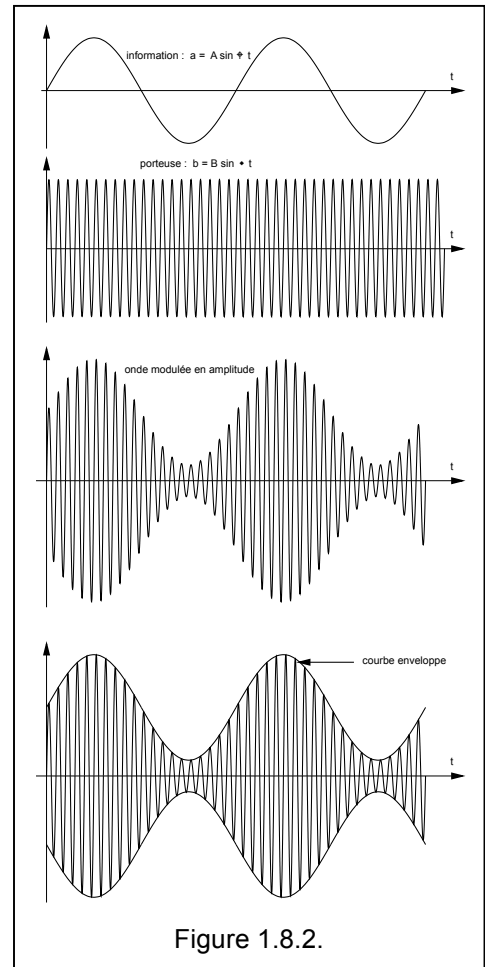 information : a = A sin ⌖ t
t
porteuse : b = B sin • t
t
onde modulée en amplitude
t
courbe enveloppe
t
Figure 1.8.2.